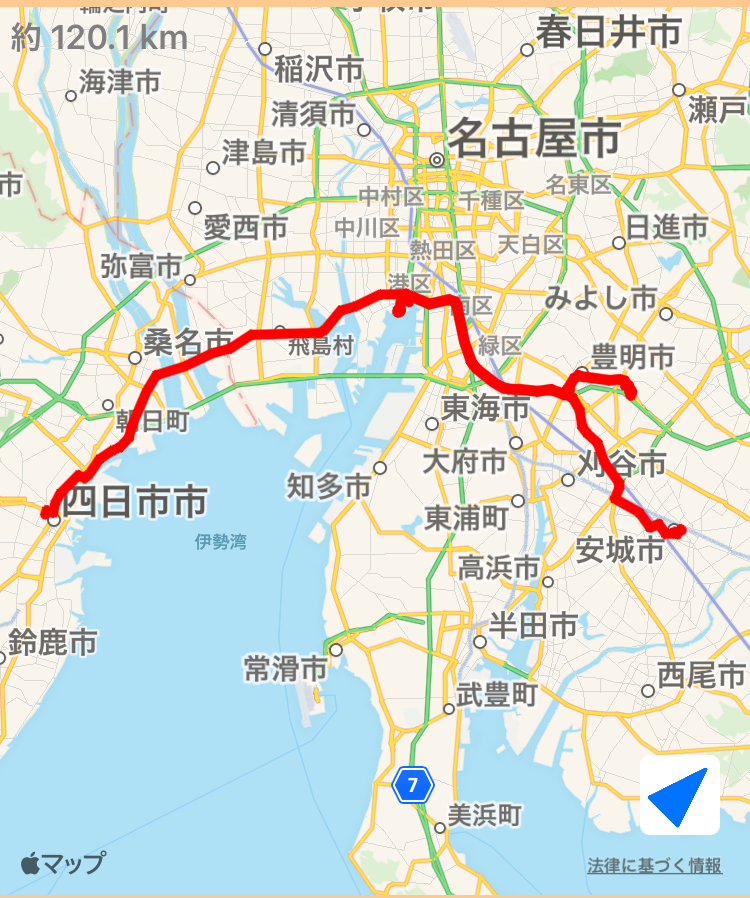 約 120.1 km
春日井市
海津市
稲沢市
瀬戸
清須市
名古屋市
津島市
市
中村区
千種区
名東区
愛西市
中川区
熱田区
天白区
日進市
弥富市
港区
みよし市
南区
桑名市
飛島村
緑区
豊明市
朝日町
東海市
大府市
刈谷市
四日市市
知多市
東浦町
伊勢湾
安城市
高浜市
鈴鹿市
半田市
常滑市
西尾市
武豊町
7
美浜町
マップ
法律に基づく情報